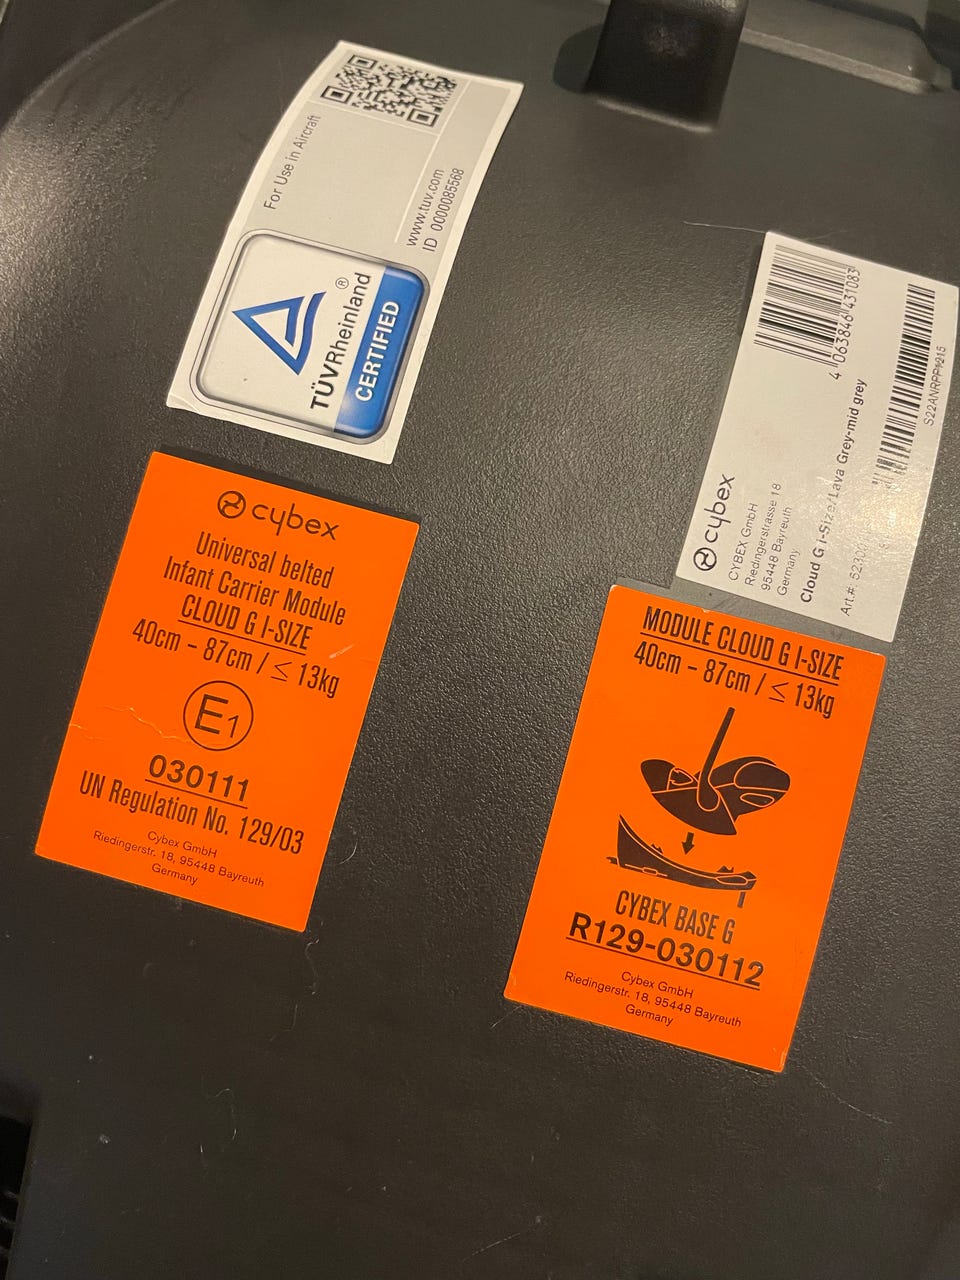 For Use in Aircraft
www.tuv.com
ID 0000085568
TÜVRheinland®
CERTIFIED
cybex
Universal belted
Infant Carrier Module
CLOUD G I-SIZE
40cm – 87cm / ≤ 13kg
E1
030111
UN Regulation No. 129/03
Cybex GmbH
Riedingerstr. 18, 95448 Bayreuth
Germany
4 063846 431083
cybex
CYBEX GmbH
Riedingerstrasse 18
95448 Bayreuth
Germany
Cloud G I-Size/Lava Grey-mid grey
Art.#:
MODULE CLOUD G I-SIZE
40cm – 87cm / ≤ 13kg
CYBEX BASE G
R129-030112
Cybex GmbH
Riedingerstr. 18, 95448 Bayreuth
Germany